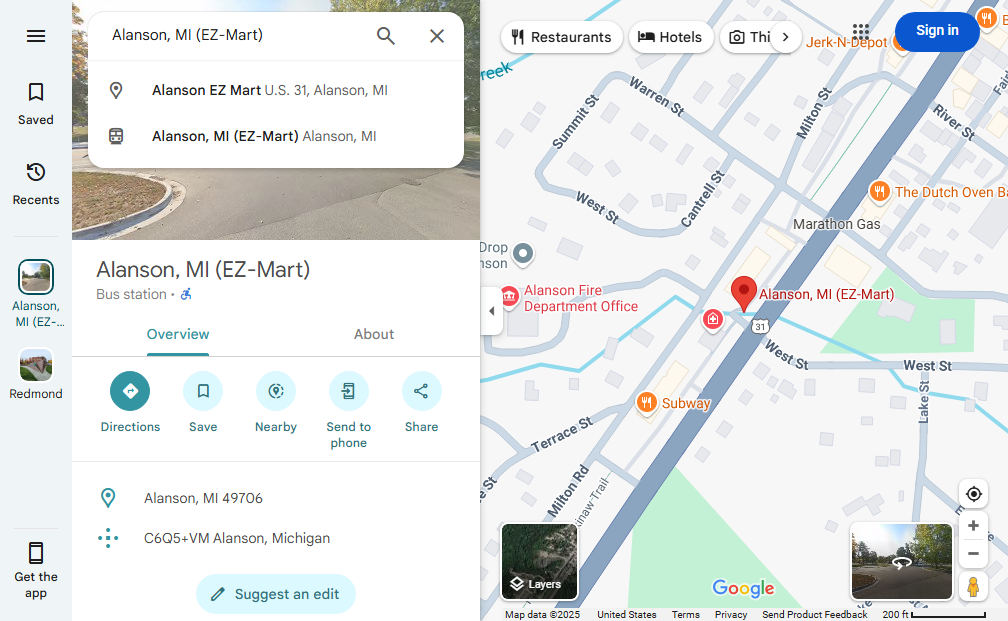 Saved
Recents
Alanson,
MI (EZ-...
Redmond
Get the
app
Alanson, MI (EZ-Mart)
Alanson EZ Mart U.S. 31, Alanson, MI
Alanson, MI (EZ-Mart) Alanson, MI
Alanson, MI (EZ-Mart)
Bus station •
Overview
About
Directions
Save
Nearby
Send to
phone
Share
Alanson, MI 49706
C6Q5+VM Alanson, Michigan
Suggest an edit
Restaurants
Hotels
Thi
Sign in
Jerk-N-Depot
B
Creek
Warren St
Summit St
Milton St
River St
Fair
West St
Cantrell St
The Dutch Oven Ba
Marathon Gas
Drop
nson
Alanson Fire
Department Office
Alanson, MI (EZ-Mart)
31
West St
West St
Lake St
Subway
Terrace St
Milton Rd
e St
kinaw Trail
Layers
Google
Map data ©2025
United States
Terms
Privacy
Send Product Feedback
200 ft